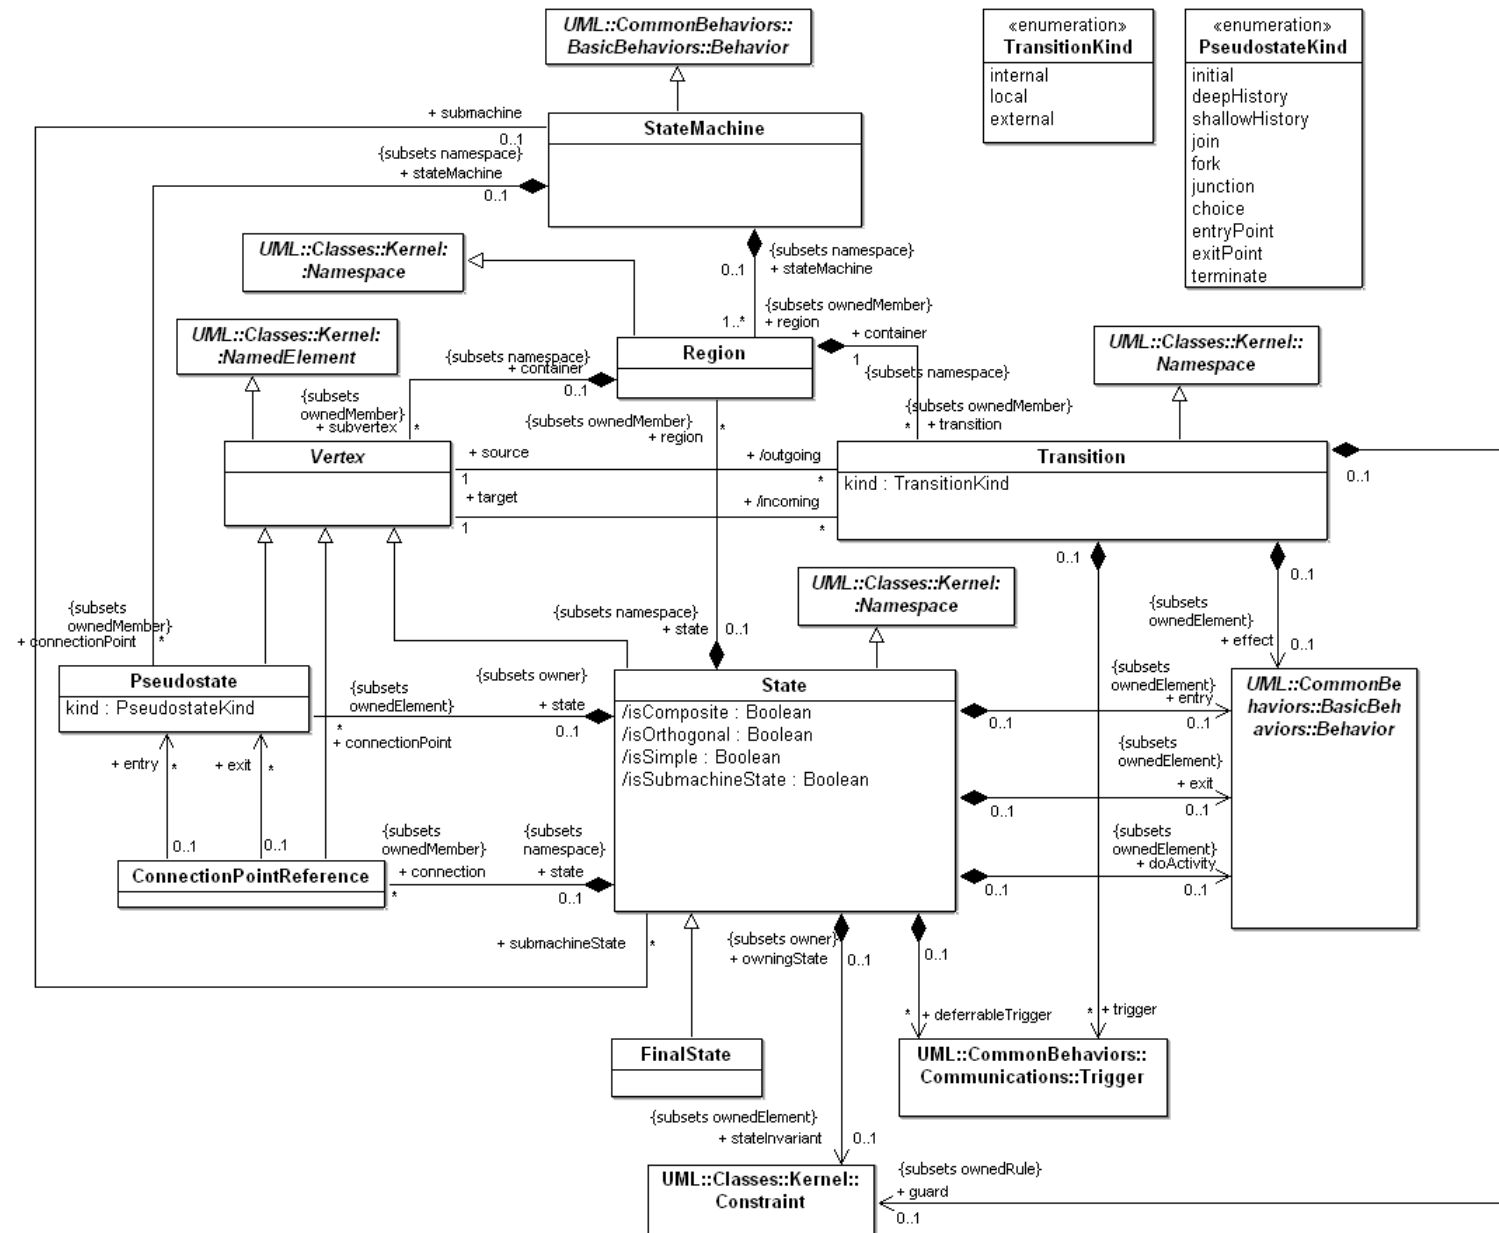 UML::CommonBehaviors::
BasicBehaviors::Behavior
«enumeration»
TransitionKind
internal
local
external
«enumeration»
PseudostateKind
initial
deepHistory
shallowHistory
join
fork
junction
choice
entryPoint
exitPoint
terminate
+ submachine
0..1
StateMachine
{subsets namespace}
+ stateMachine
0..1
UML::Classes::Kernel:
:Namespace
{subsets namespace}
0..1
+ stateMachine
{subsets ownedMember}
1..*
+ region
UML::Classes::Kernel:
:NamedElement
Region
+ container
1
{subsets namespace}
UML::Classes::Kernel::
Namespace
{subsets namespace}
+ container
0..1
{subsets
ownedMember}
+ subvertex
*
{subsets ownedMember}
+ region
*
{subsets ownedMember}
* + transition
Vertex
+ source
1
+ /outgoing
*
+ target
1
+ /incoming
*
Transition
kind : TransitionKind
0..1
0..1
0..1
UML::Classes::Kernel:
:Namespace
{subsets
ownedMember}
+ connectionPoint
*
{subsets namespace}
+ state
0..1
{subsets
ownedElement}
+ effect
0..1
Pseudostate
kind : PseudostateKind
{subsets
ownedElement}
*
+ connectionPoint
{subsets owner}
+ state
0..1
State
/isComposite : Boolean
/isOrthogonal : Boolean
/isSimple : Boolean
/isSubmachineState : Boolean
{subsets
ownedElement}
+ entry
0..1
0..1
UML::CommonBe
haviors::BasicBeh
aviors::Behavior
{subsets
ownedElement}
+ exit
0..1
0..1
{subsets
ownedElement}
+ doActivity
0..1
0..1
+ entry
*
+ exit
*
0..1
0..1
ConnectionPointReference
{subsets
ownedMember}
+ connection
*
{subsets
namespace}
+ state
0..1
+ submachineState
*
{subsets owner}
+ owningState
0..1
0..1
* + deferrableTrigger
* + trigger
FinalState
UML::CommonBehaviors::
Communications::Trigger
{subsets ownedElement}
+ stateInvariant
0..1
UML::Classes::Kernel::
Constraint
{subsets ownedRule}
+ guard
0..1